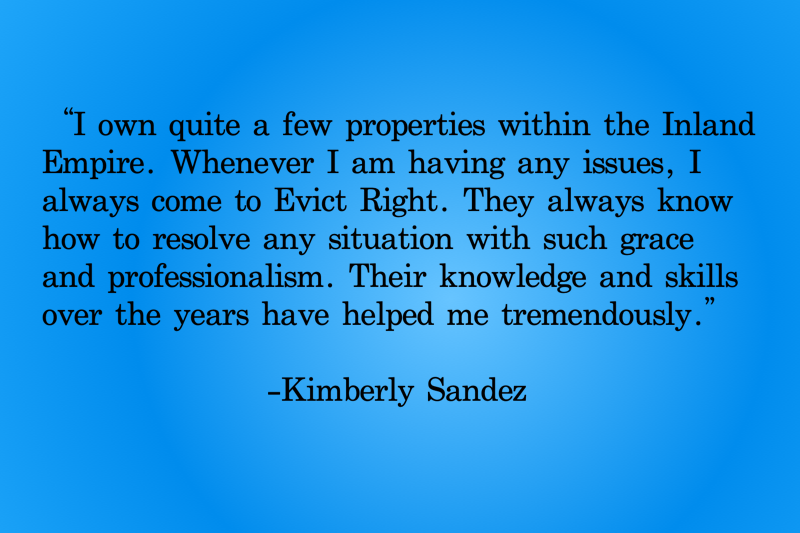 “I own quite a few properties within the Inland
Empire. Whenever I am having any issues, I
always come to Evict Right. They always know
how to resolve any situation with such grace
and professionalism. Their knowledge and skills
over the years have helped me tremendously.”
–Kimberly Sandez